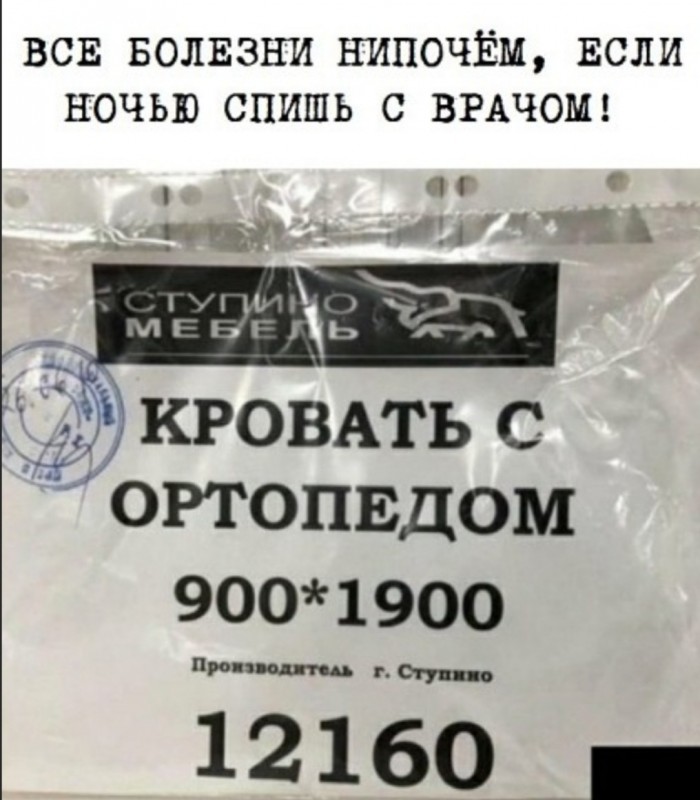 ВСЕ БОЛЕЗНИ НИПОЧЁМ, ЕСЛИ
НОЧЬЮ СПИШЬ С ВРАЧОМ!
СТУПИНО
МЕБЕЛЬ
КРОВАТЬ С
ОРТОПЕДОМ
900*1900
Производитель г. Ступино
12160